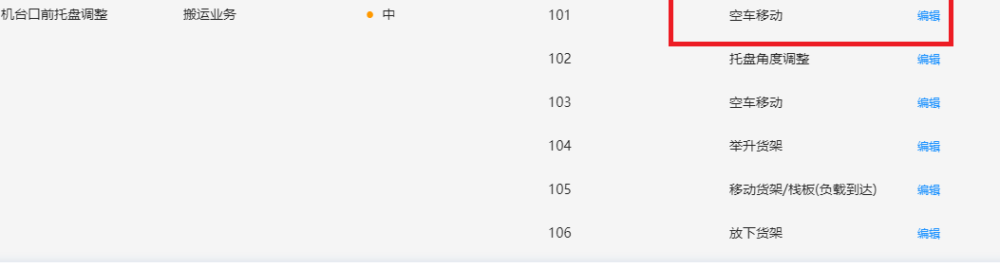 机台口前托盘调整 搬运业务 中 101 空车移动 编辑
102 托盘角度调整 编辑
103 空车移动 编辑
104 举升货架 编辑
105 移动货架/栈板(负载到达) 编辑
106 放下货架 编辑